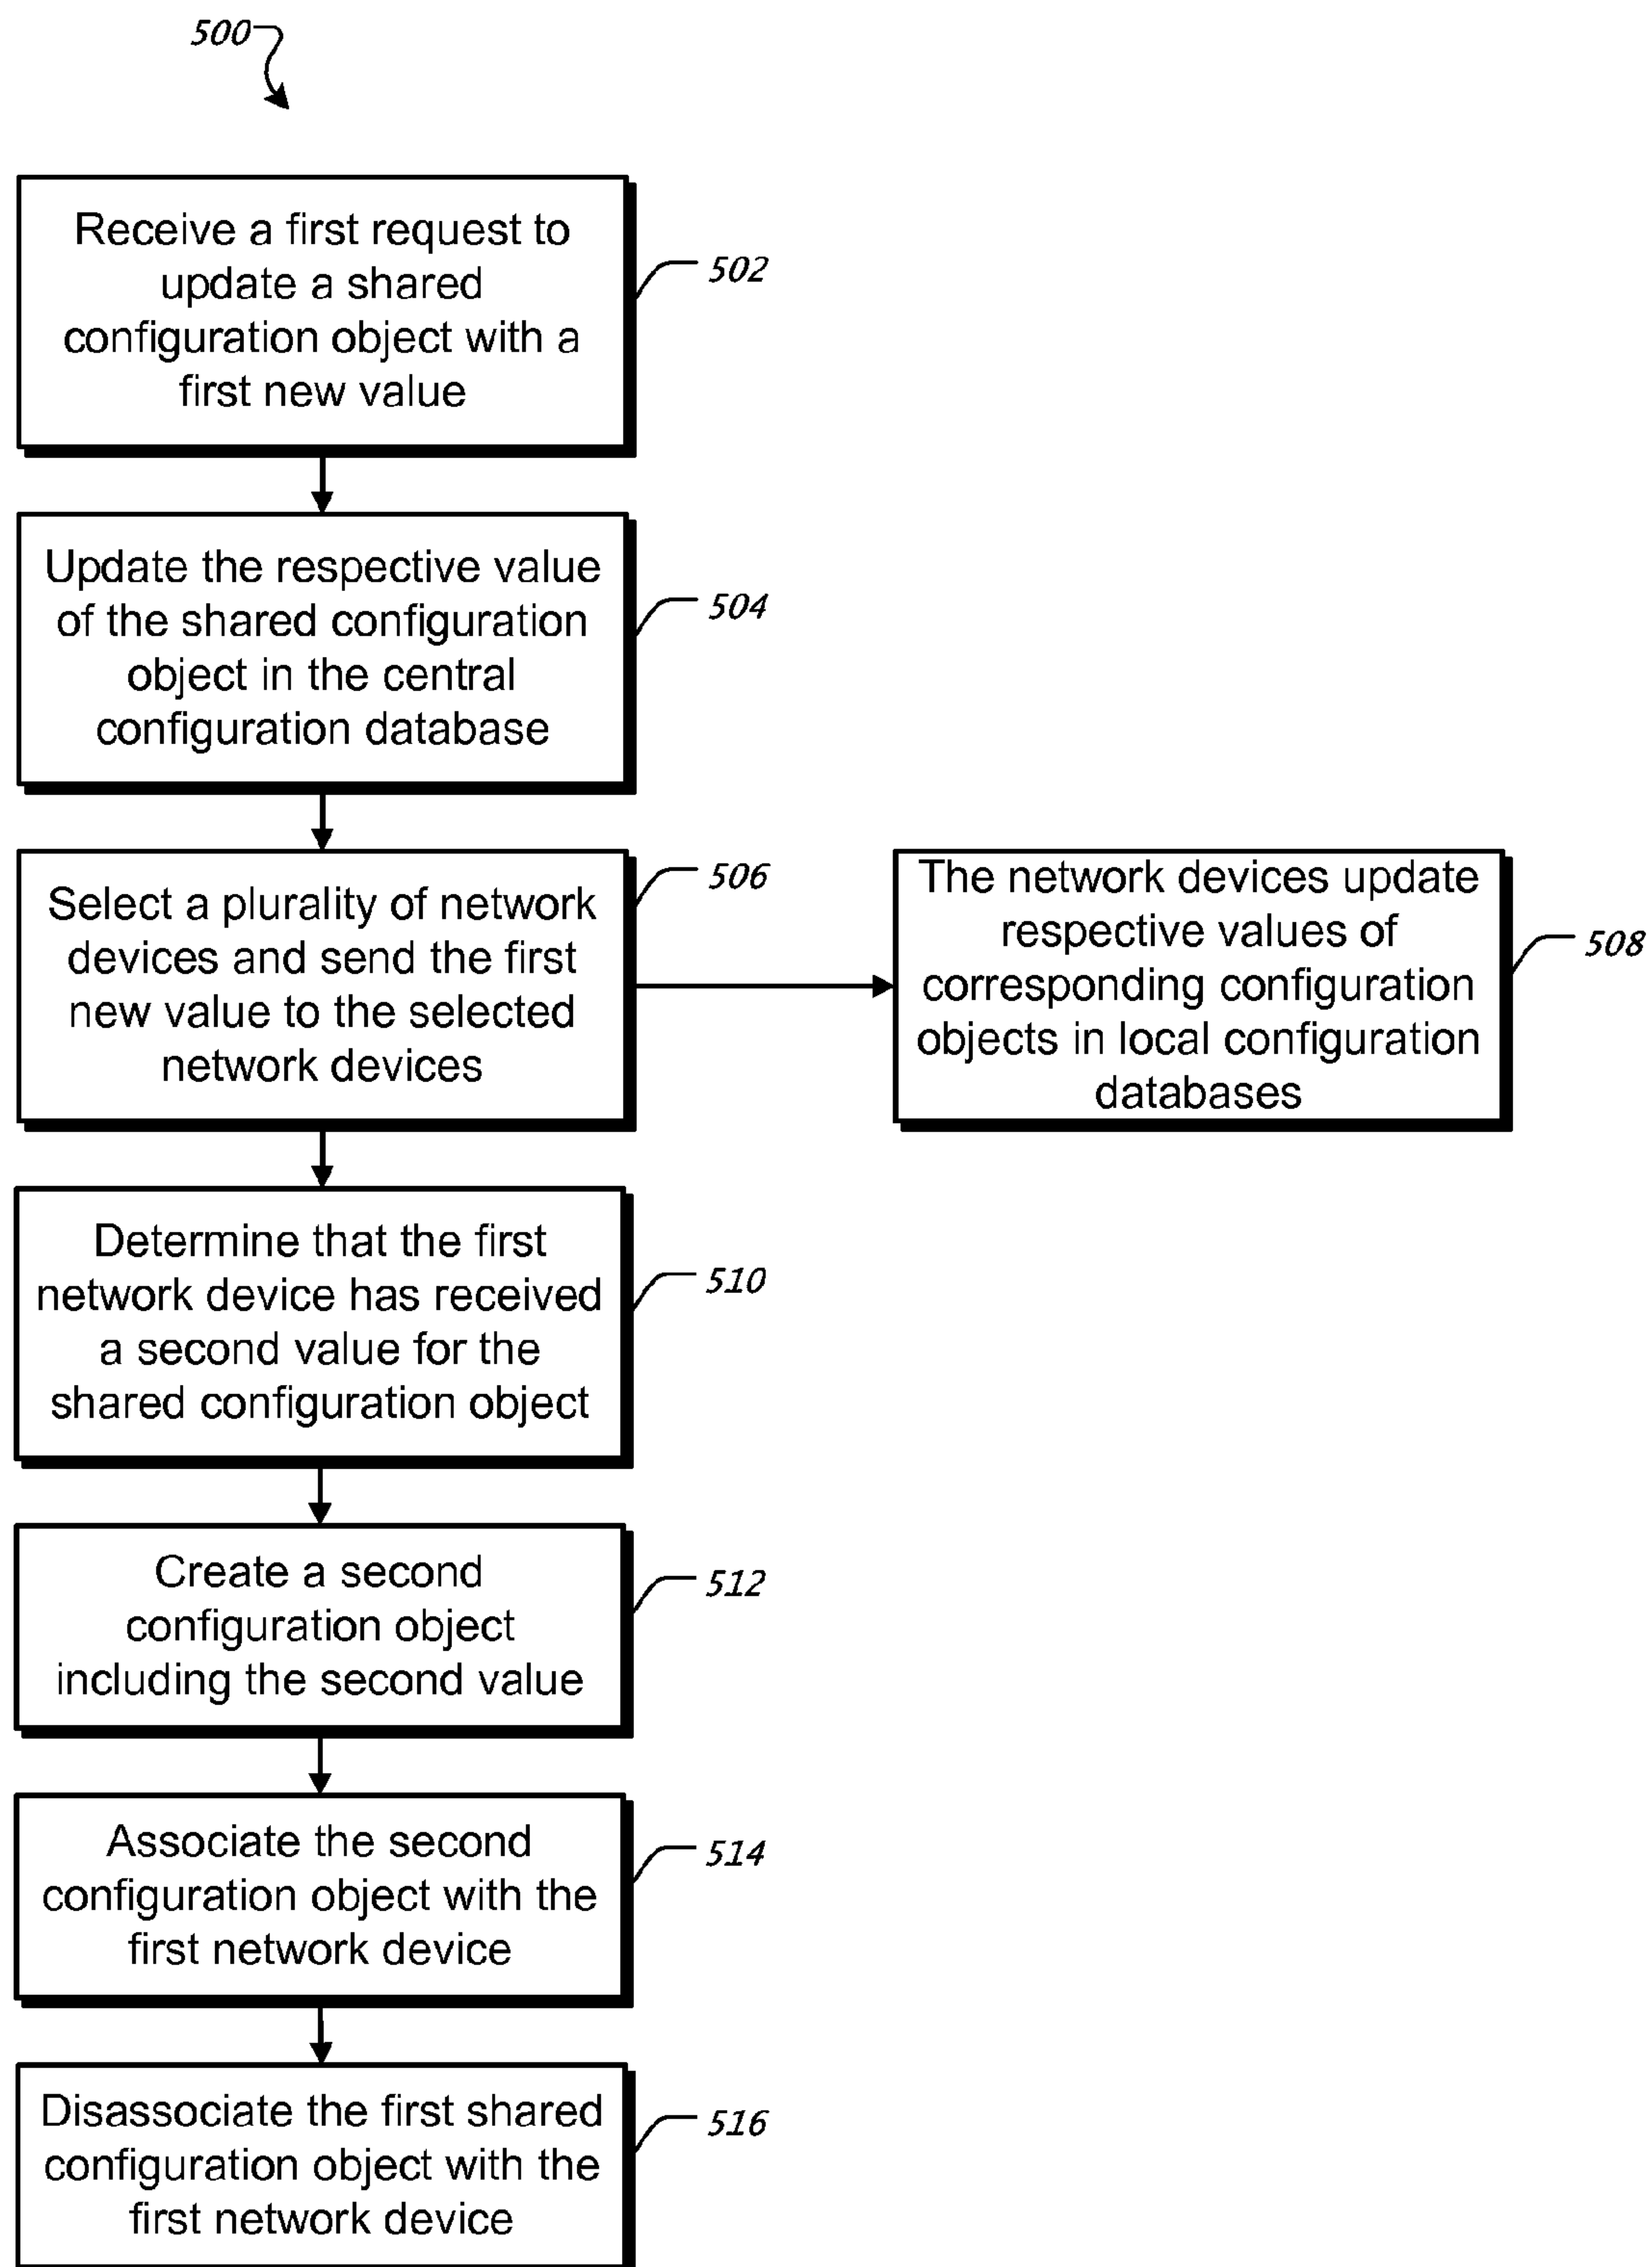 500
Receive a first request to
update a shared
configuration object with a
first new value
502
Update the respective value
of the shared configuration
object in the central
configuration database
504
Select a plurality of network
devices and send the first
new value to the selected
network devices
506
The network devices update
respective values of
corresponding configuration
objects in local configuration
databases
508
Determine that the first
network device has received
a second value for the
shared configuration object
510
Create a second
configuration object
including the second value
512
Associate the second
configuration object with the
first network device
514
Disassociate the first shared
configuration object with the
first network device
516